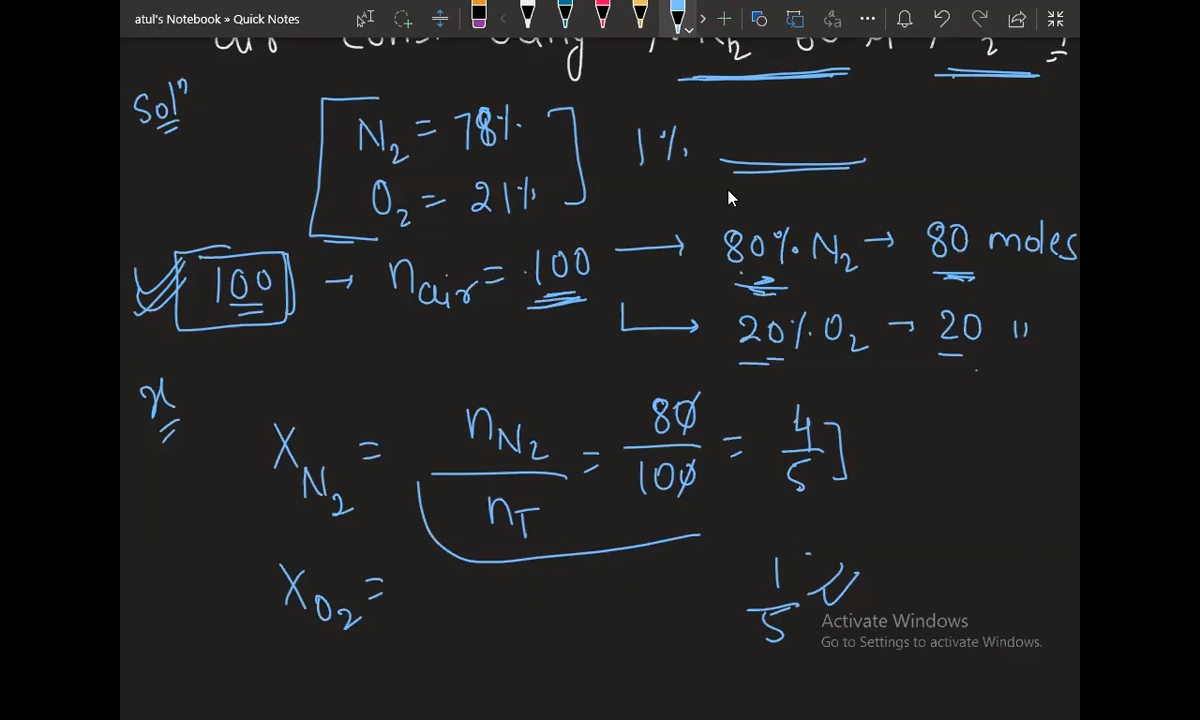 atul's Notebook » Quick Notes
Solⁿ
N₂ = 78%
1%
O₂ = 21%
100 → n_air = 100 → 80% N₂ → 80 moles
→ 20% O₂ → 20 "
x
X_N₂ = n_N₂ / n_T = 80/100 = 4/5
X_O₂ = 1/5
Activate Windows
Go to Settings to activate Windows.